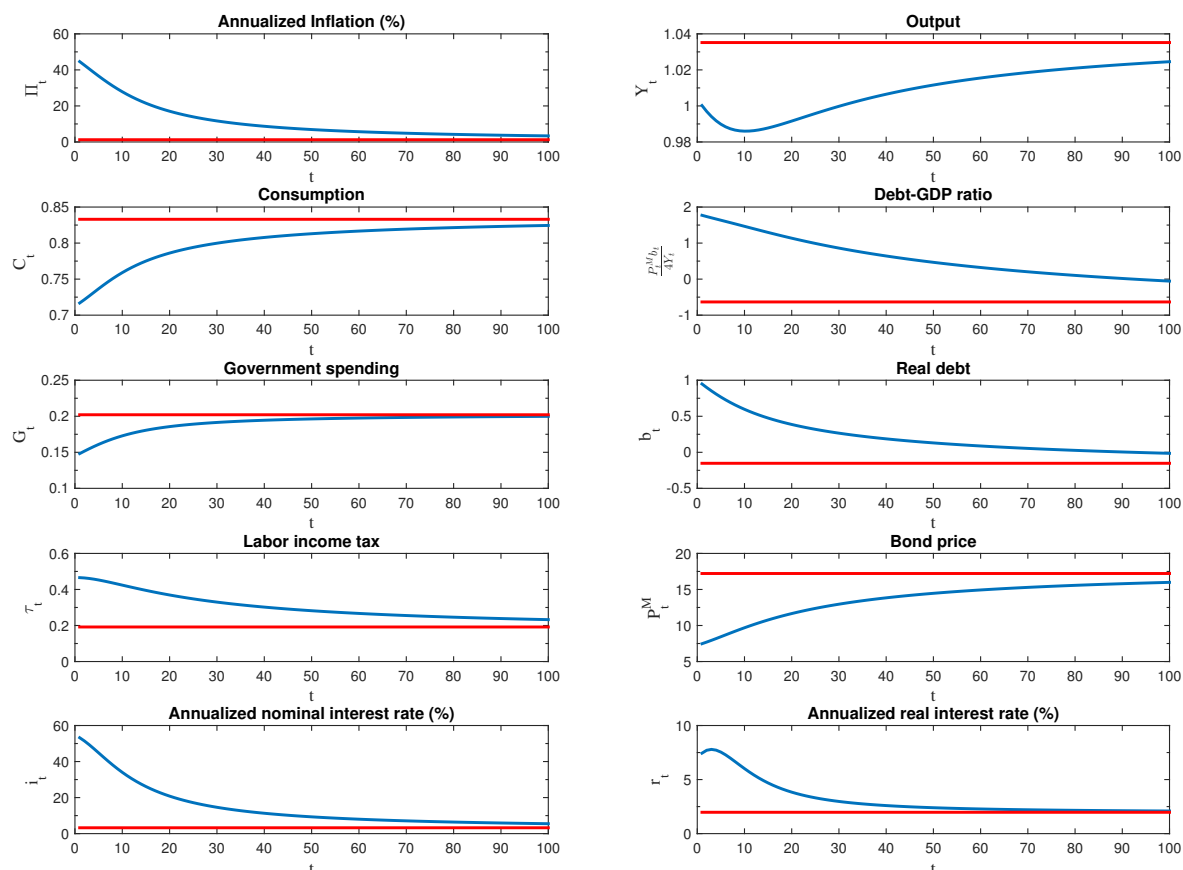 Annualized Inflation (%)
60
40
20
0
Π_t
0 10 20 30 40 50 60 70 80 90 100
t
Output
1.04
1.02
1
0.98
Y_t
0 10 20 30 40 50 60 70 80 90 100
t
Consumption
0.85
0.8
0.75
0.7
C_t
0 10 20 30 40 50 60 70 80 90 100
t
Debt-GDP ratio
2
1
0
-1
P_t^M b_t / 4Y_t
0 10 20 30 40 50 60 70 80 90 100
t
Government spending
0.25
0.2
0.15
0.1
G_t
0 10 20 30 40 50 60 70 80 90 100
t
Real debt
1
0.5
0
-0.5
b_t
0 10 20 30 40 50 60 70 80 90 100
t
Labor income tax
0.6
0.4
0.2
0
τ_t
0 10 20 30 40 50 60 70 80 90 100
t
Bond price
20
15
10
5
P_t^M
0 10 20 30 40 50 60 70 80 90 100
t
Annualized nominal interest rate (%)
60
40
20
0
i_t
0 10 20 30 40 50 60 70 80 90 100
t
Annualized real interest rate (%)
10
5
0
r_t
0 10 20 30 40 50 60 70 80 90 100
t